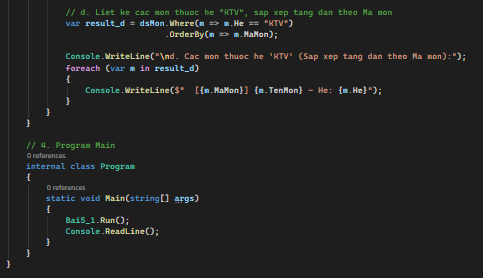 // d. Liet ke cac mon thuoc he "KTV", sap xep tang dan theo Ma mon
var result_d = dsMon.Where(m => m.He == "KTV")
.OrderBy(m => m.MaMon);
Console.WriteLine("\nd. Cac mon thuoc he 'KTV' (Sap xep tang dan theo Ma mon):");
foreach (var m in result_d)
{
Console.WriteLine($"  [{m.MaMon}] {m.TenMon} - He: {m.He}");
}
}
}
// 4. Program Main
0 references
internal class Program
{
0 references
static void Main(string[] args)
{
Bai5_1.Run();
Console.ReadLine();
}
}
}